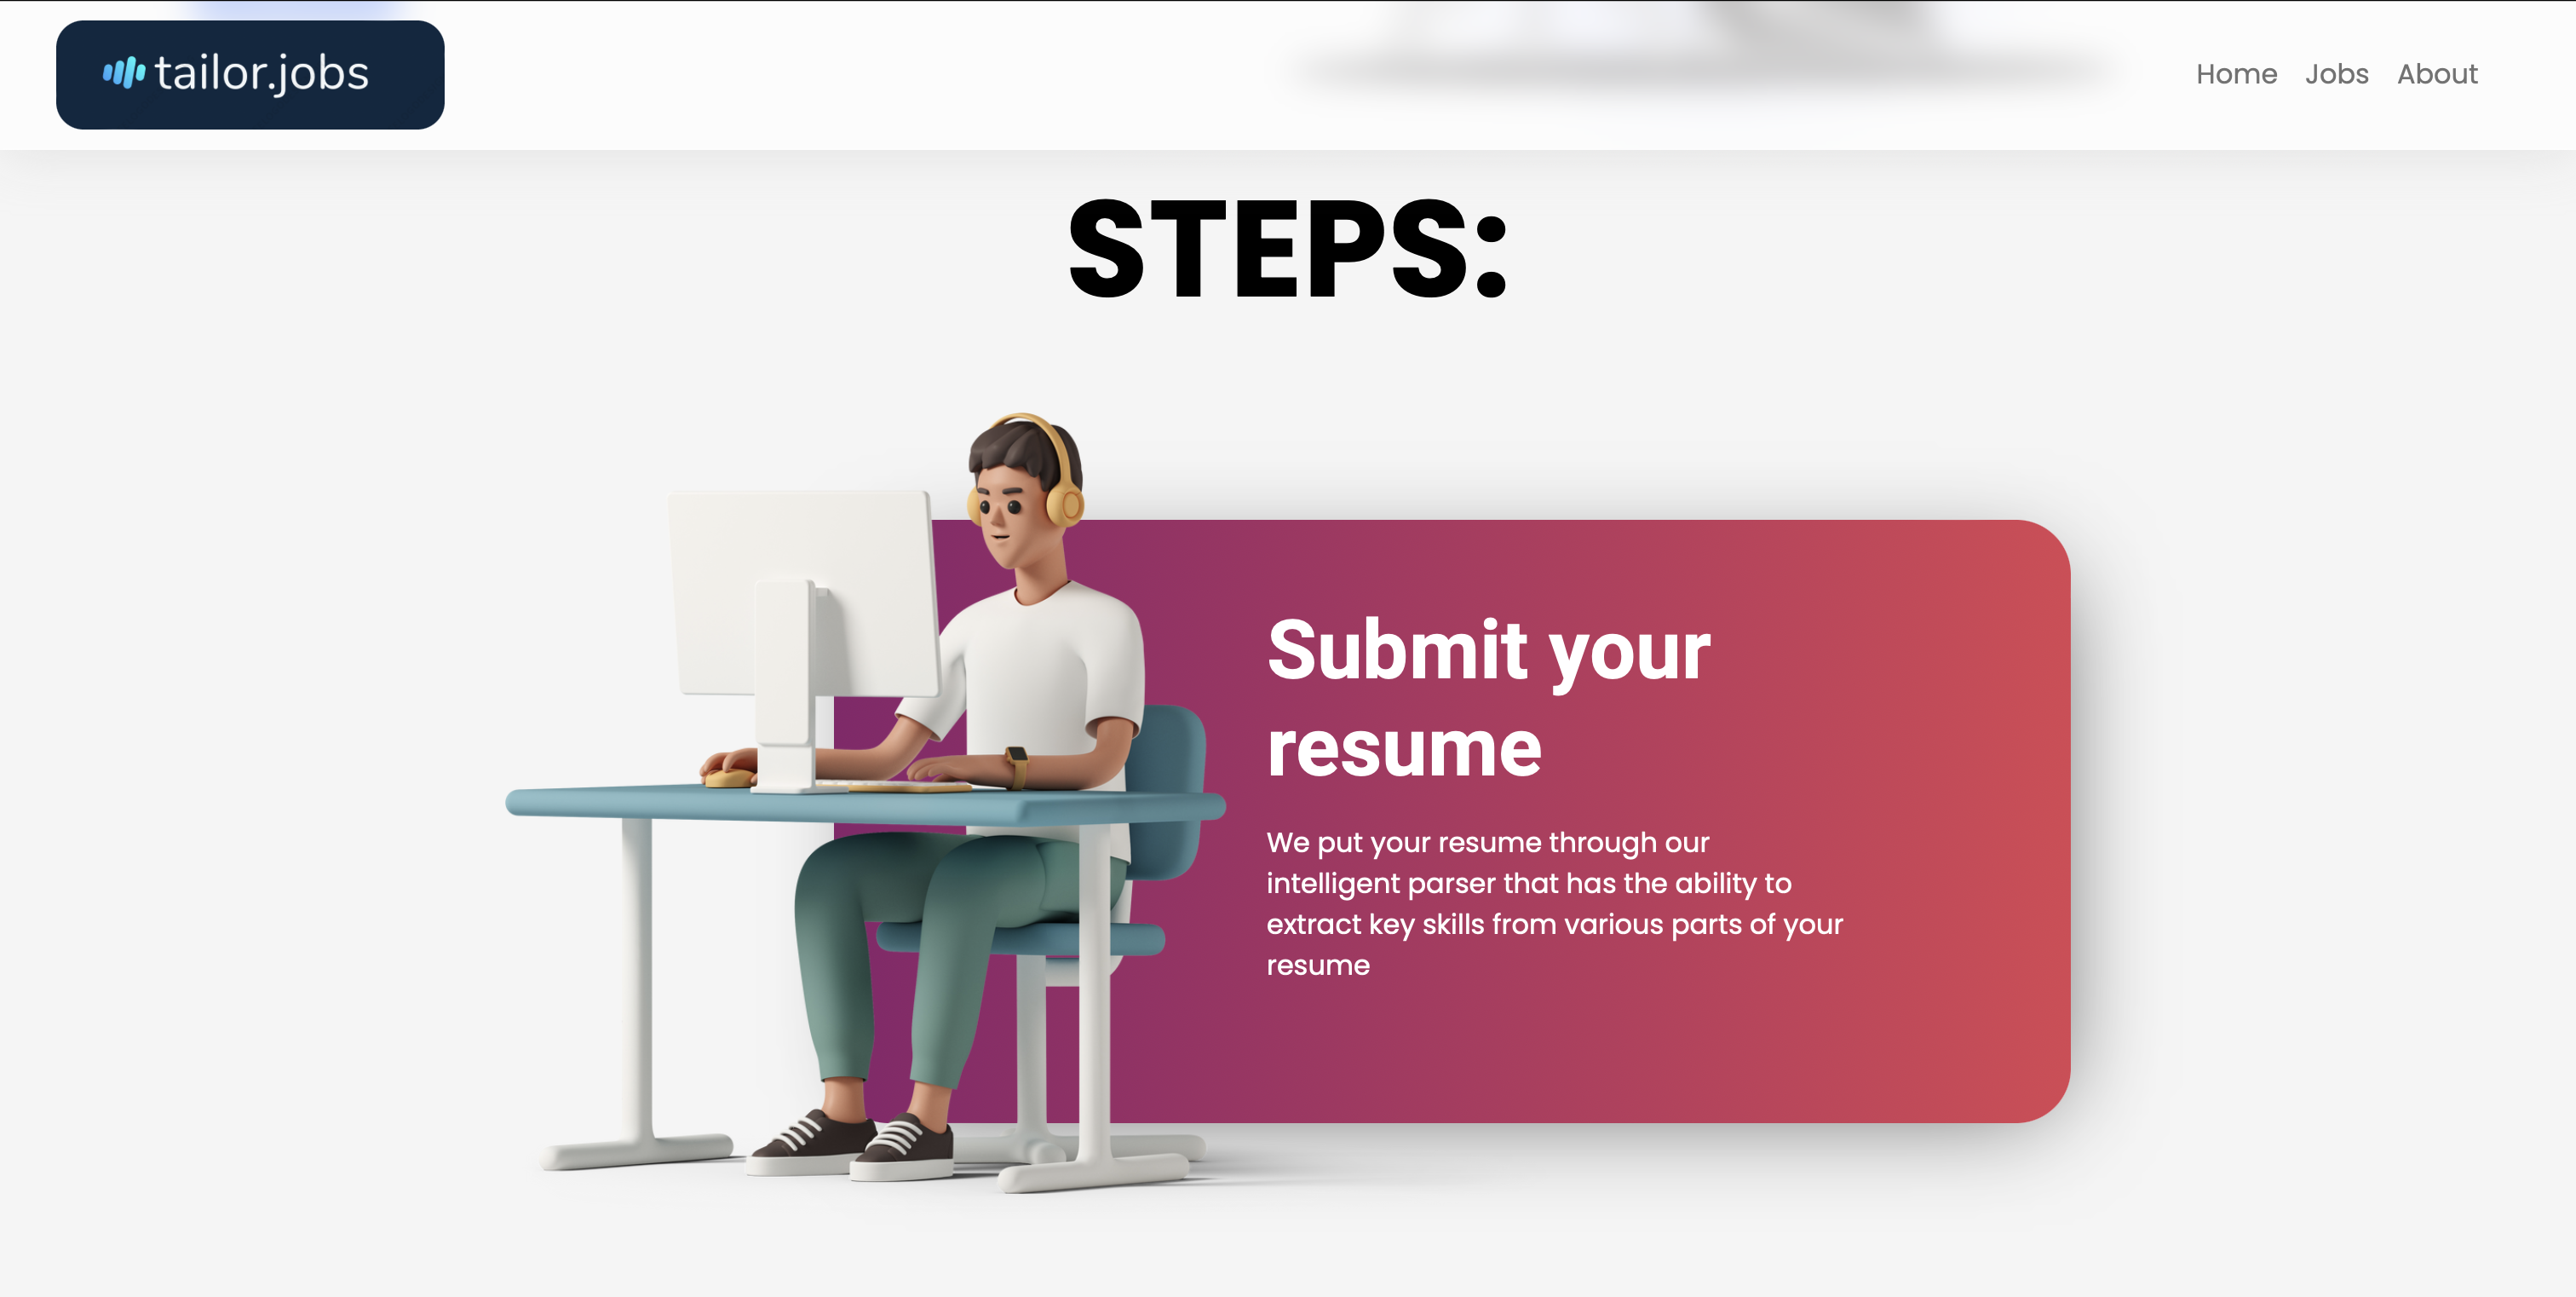 tailor.jobs
Home Jobs About
STEPS:
Submit your
resume
We put your resume through our
intelligent parser that has the ability to
extract key skills from various parts of your
resume